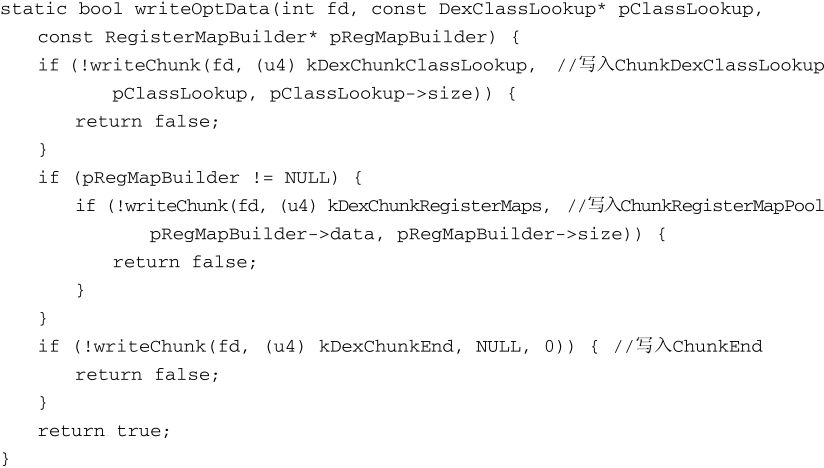 static bool writeOptData(int fd, const DexClassLookup* pClassLookup,
const RegisterMapBuilder* pRegMapBuilder) {
if (!writeChunk(fd, (u4) kDexChunkClassLookup, //写入ChunkDexClassLookup
pClassLookup, pClassLookup->size)) {
return false;
}
if (pRegMapBuilder != NULL) {
if (!writeChunk(fd, (u4) kDexChunkRegisterMaps, //写入ChunkRegisterMapPool
pRegMapBuilder->data, pRegMapBuilder->size)) {
return false;
}
}
if (!writeChunk(fd, (u4) kDexChunkEnd, NULL, 0)) { //写入ChunkEnd
return false;
}
return true;
}